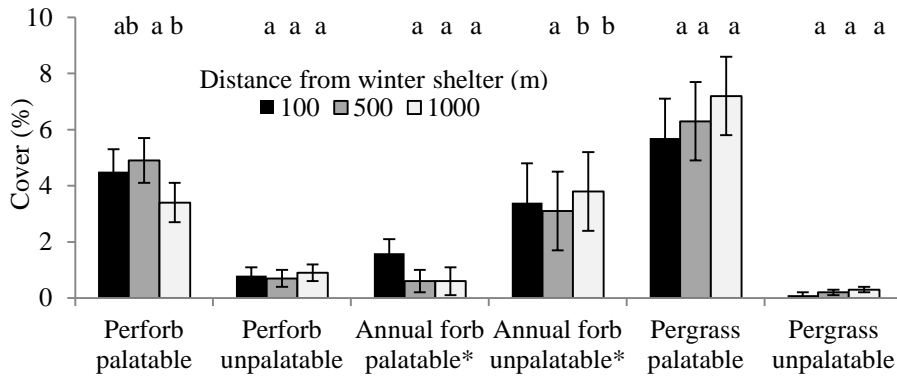 10
ab a b a a a a a a a b b a a a a a a
Distance from winter shelter (m)
100 500 1000
8
6
Cover (%)
4
2
0
Perforb Perforb Annual forb Annual forb Pergrass Pergrass
palatable unpalatable palatable* unpalatable* palatable unpalatable